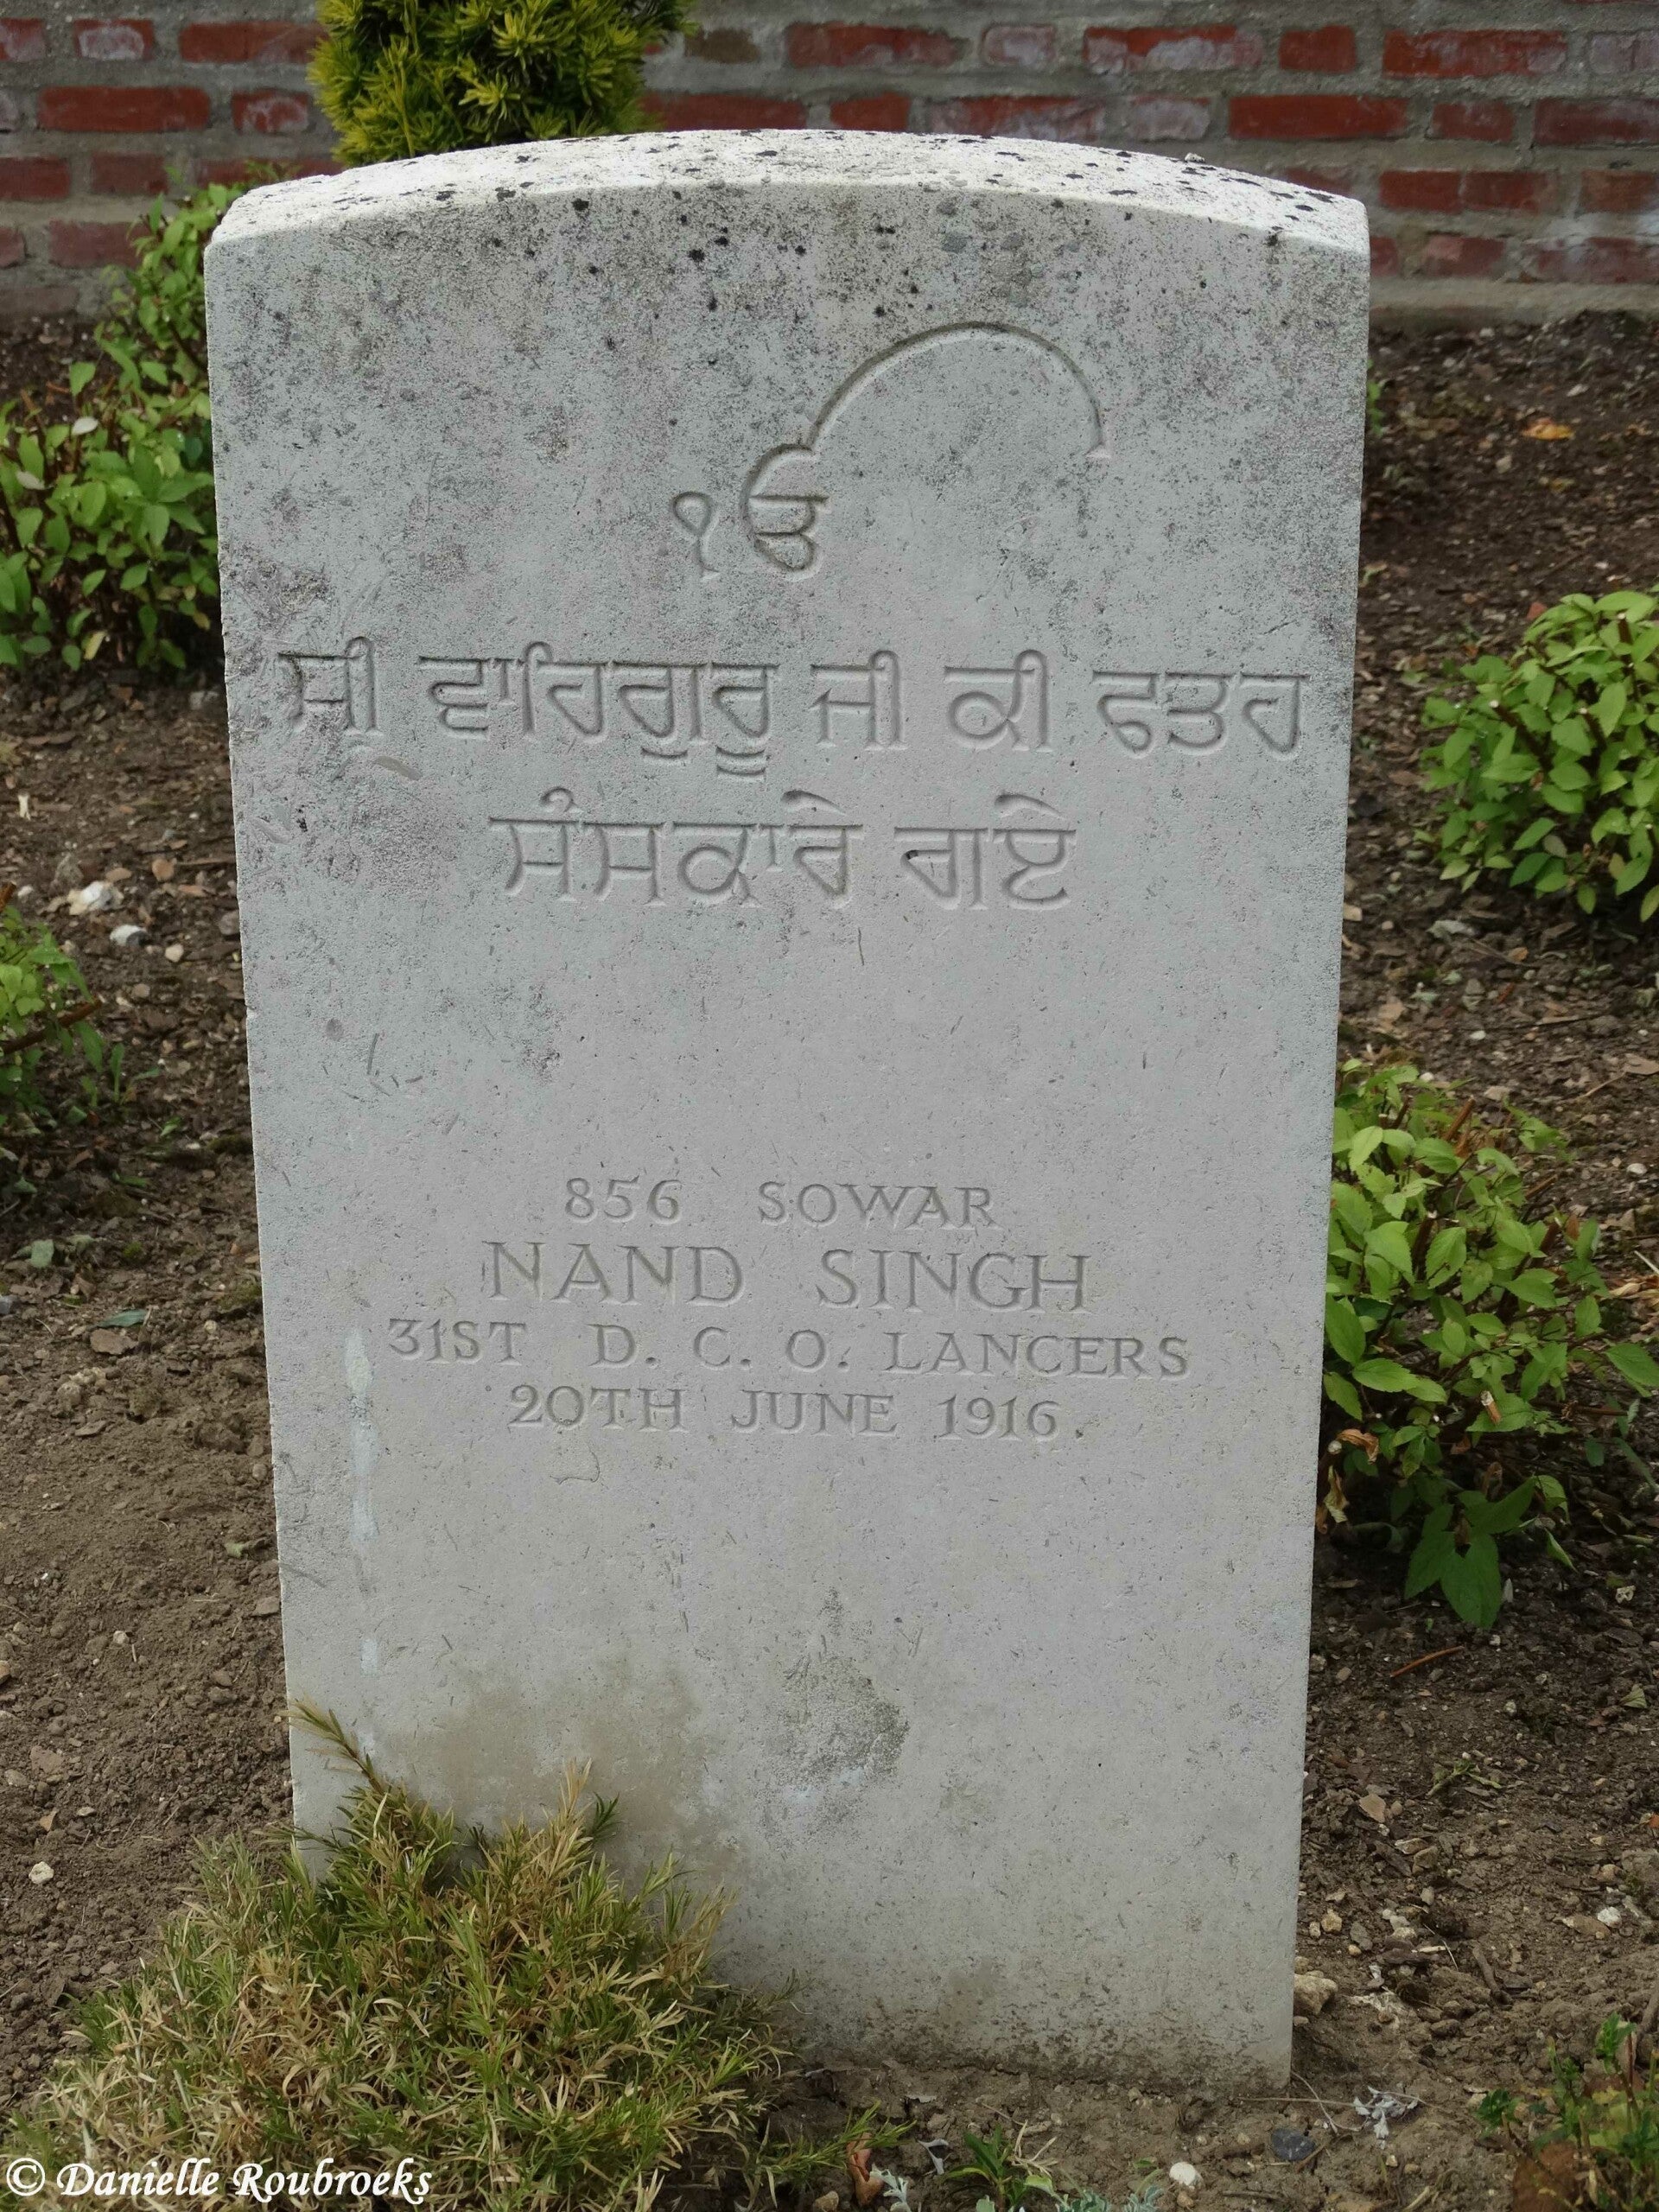 ੴ
ਸ੍ਰੀ ਵਾਹਿਗੁਰੂ ਜੀ ਕੀ ਫਤਹ
ਸੰਸਕਾਰੇ ਗਏ
856 SOWAR
NAND SINGH
31ST D. C. O. LANCERS
20TH JUNE 1916
© Danielle Roubroeks